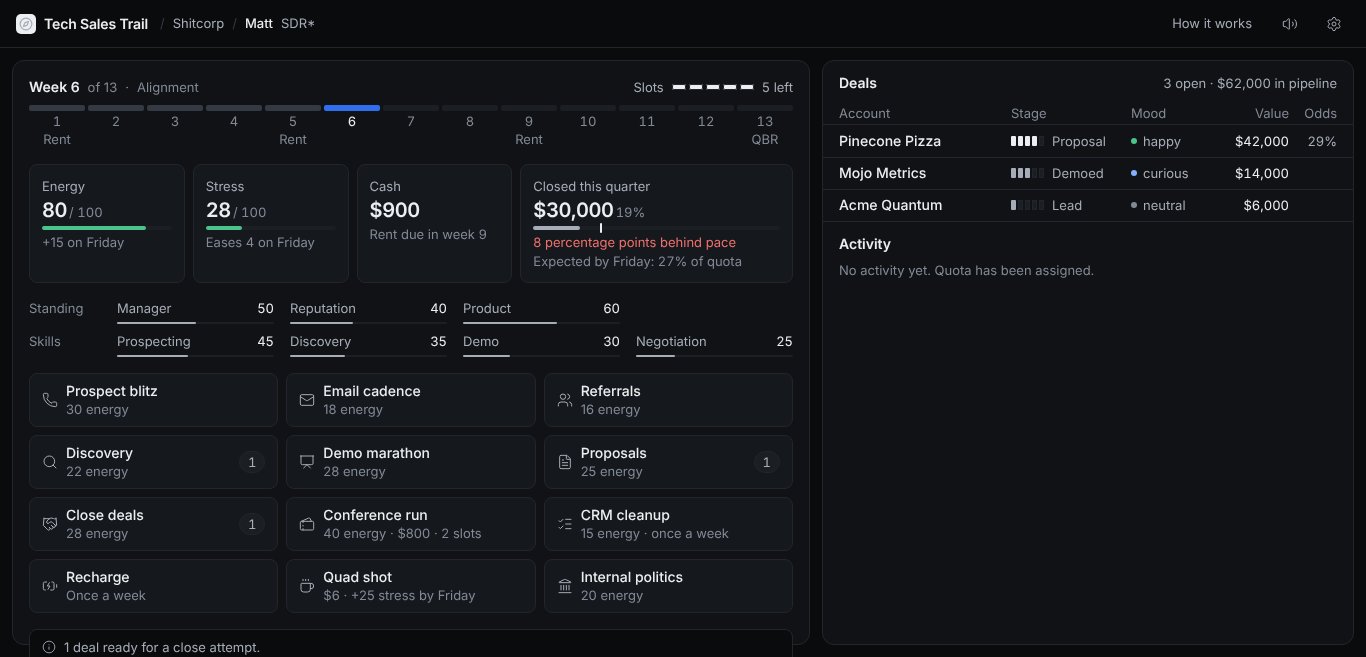 Tech Sales Trail / Shitcorp / Matt SDR*
How it works
Week 6 of 13 · Alignment
Slots 5 left
1 2 3 4 5 6 7 8 9 10 11 12 13
Rent Rent Rent QBR
Energy
80 / 100
+15 on Friday
Stress
28 / 100
Eases 4 on Friday
Cash
$900
Rent due in week 9
Closed this quarter
$30,000 19%
8 percentage points behind pace
Expected by Friday: 27% of quota
Standing Manager 50 Reputation 40 Product 60
Skills Prospecting 45 Discovery 35 Demo 30 Negotiation 25
Prospect blitz
30 energy
Email cadence
18 energy
Referrals
16 energy
Discovery
22 energy
1
Demo marathon
28 energy
Proposals
25 energy
1
Close deals
28 energy
1
Conference run
40 energy · $800 · 2 slots
CRM cleanup
15 energy · once a week
Recharge
Once a week
Quad shot
$6 · +25 stress by Friday
Internal politics
20 energy
1 deal ready for a close attempt.
Deals
3 open · $62,000 in pipeline
Account Stage Mood Value Odds
Pinecone Pizza Proposal happy $42,000 29%
Mojo Metrics Demoed curious $14,000
Acme Quantum Lead neutral $6,000
Activity
No activity yet. Quota has been assigned.